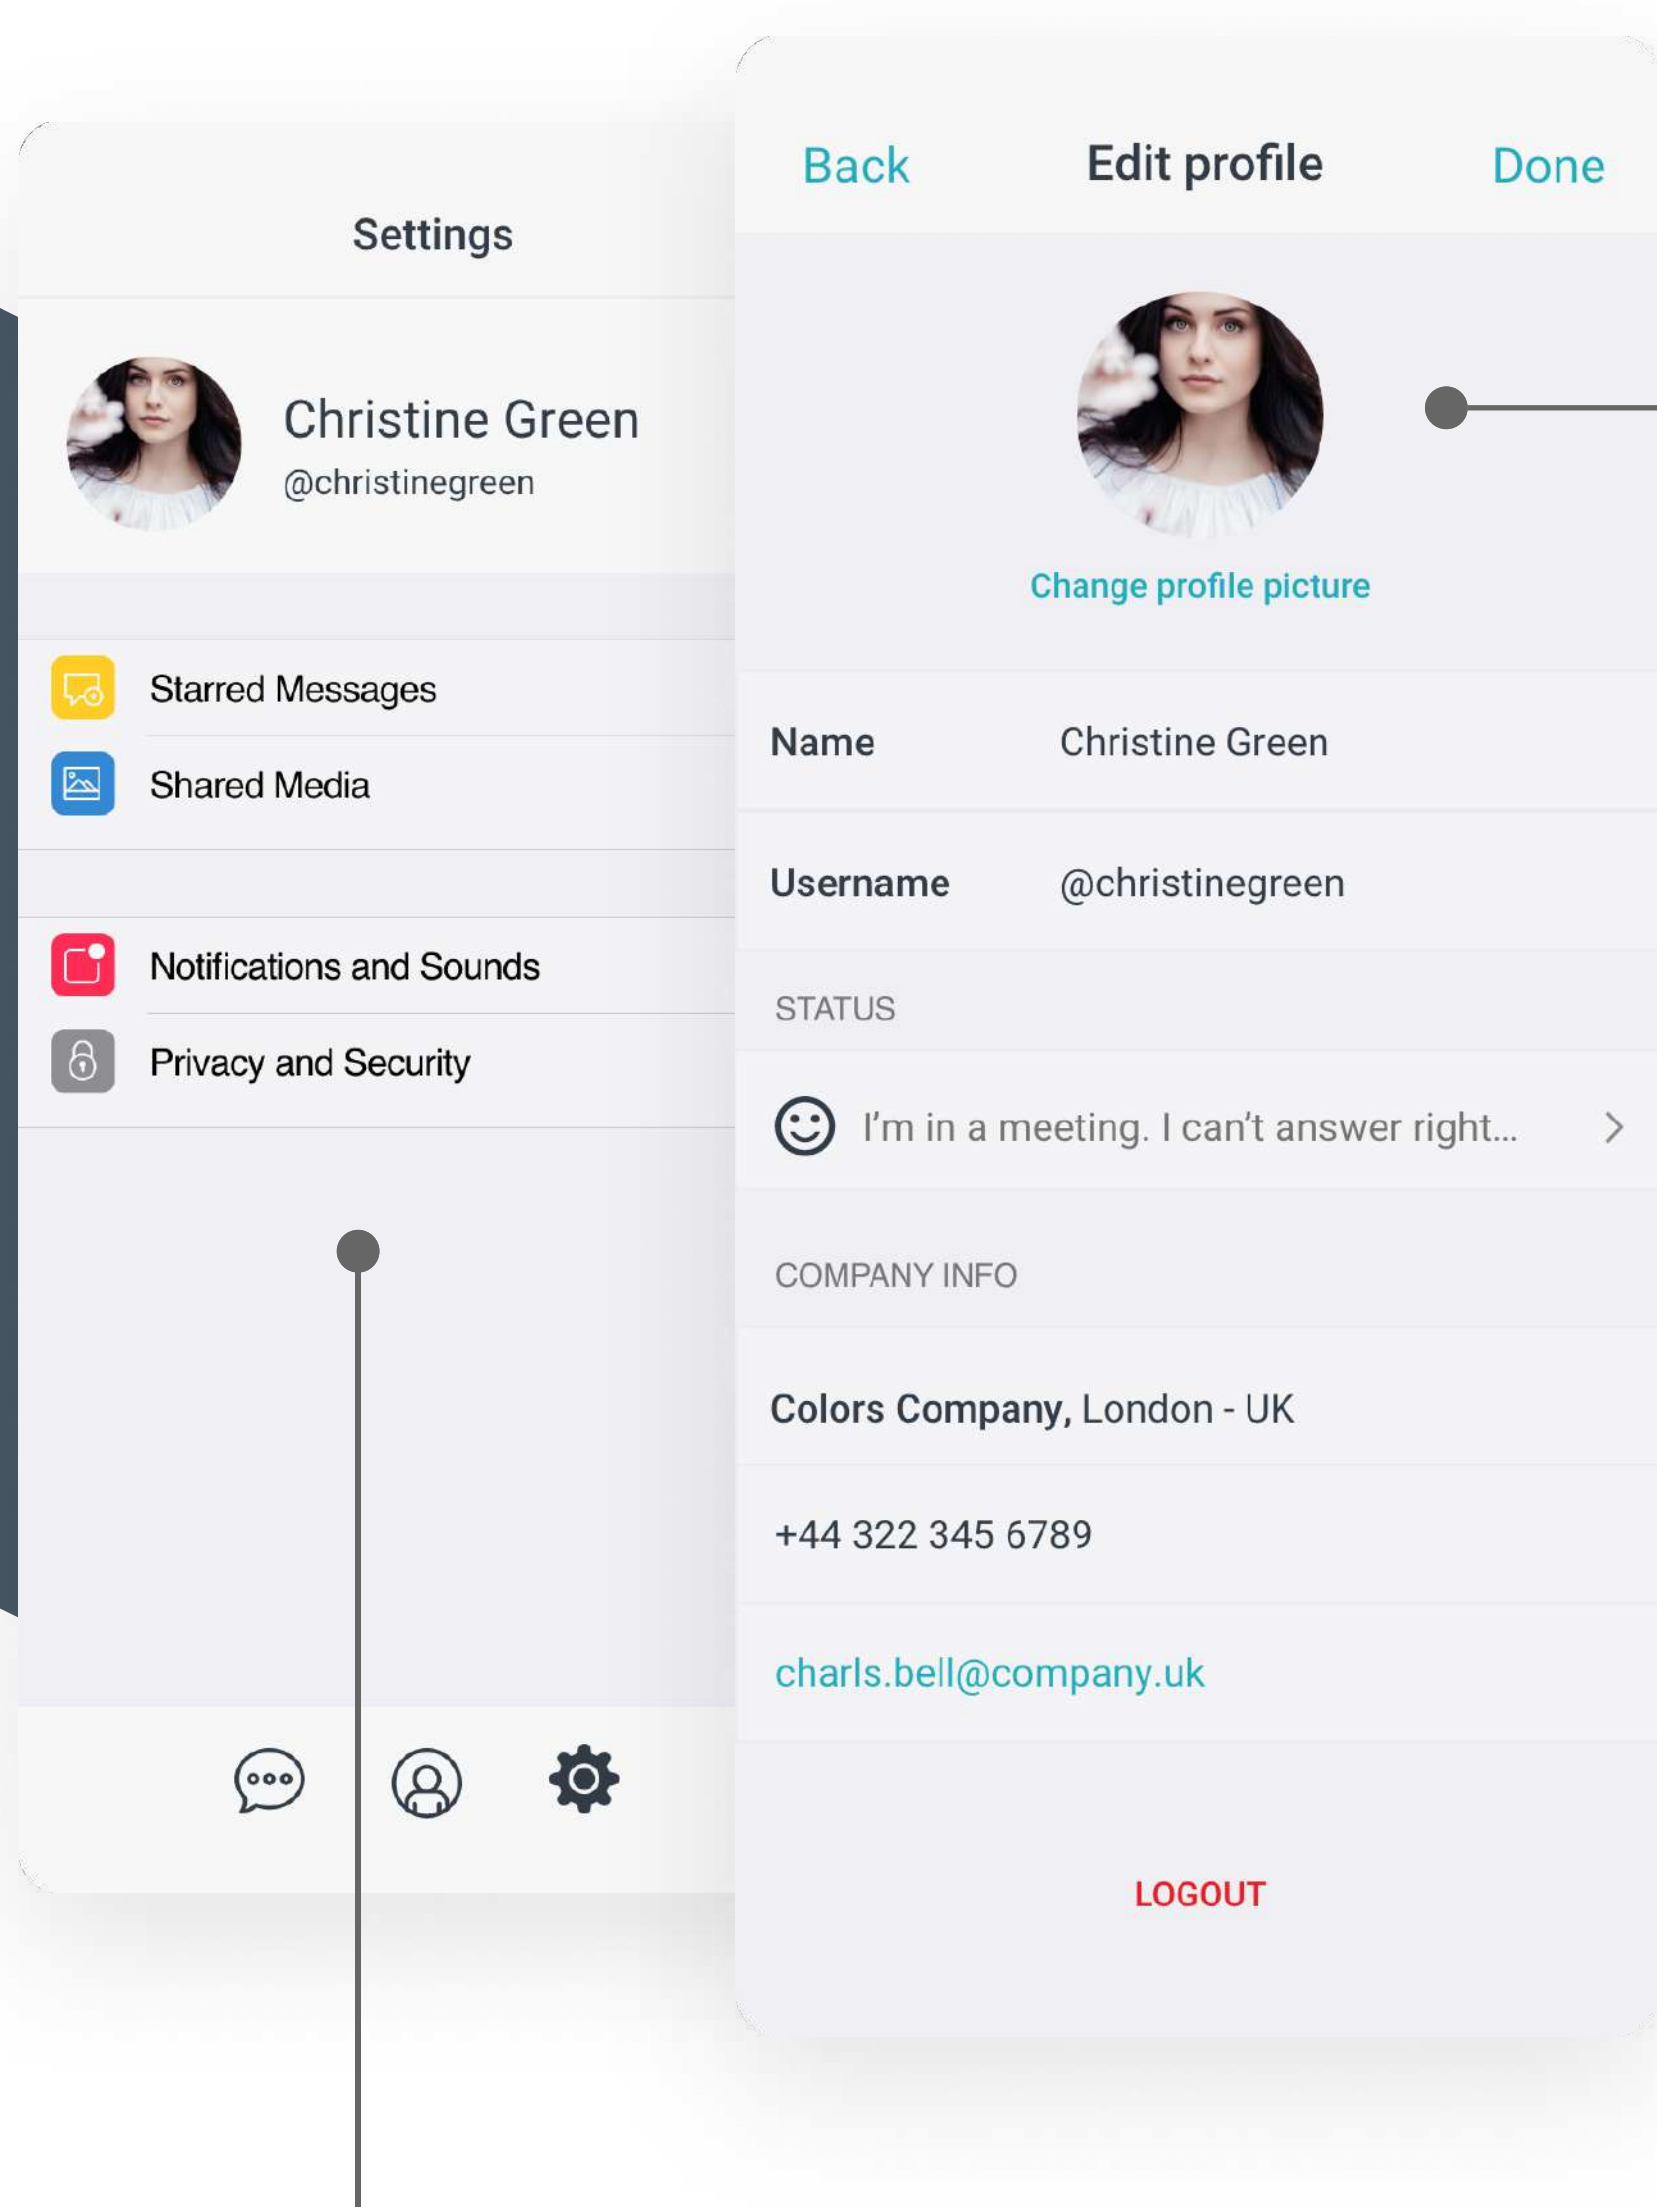 Settings
Christine Green
@christinegreen
Starred Messages
Shared Media
Notifications and Sounds
Privacy and Security
Back Edit profile Done
Change profile picture
Name Christine Green
Username @christinegreen
STATUS
I'm in a meeting. I can't answer right...
COMPANY INFO
Colors Company, London - UK
+44 322 345 6789
charls.bell@company.uk
LOGOUT